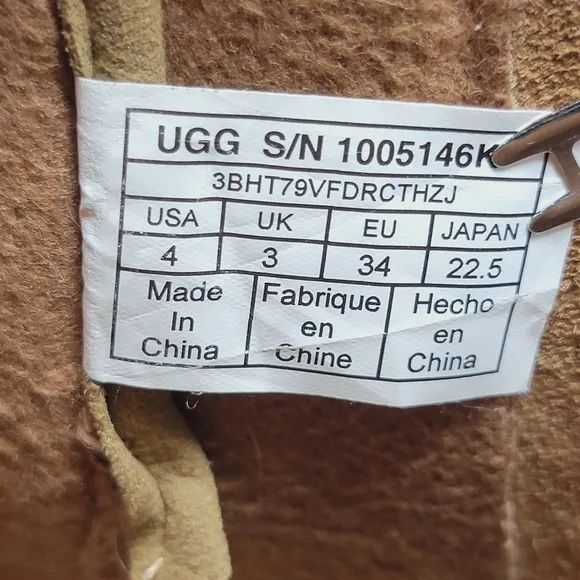 UGG S/N 1005146K
3BHT79VFDRCTHZJ
USA UK EU JAPAN
4 3 34 22.5
Made Fabrique Hecho
In en en
China Chine China